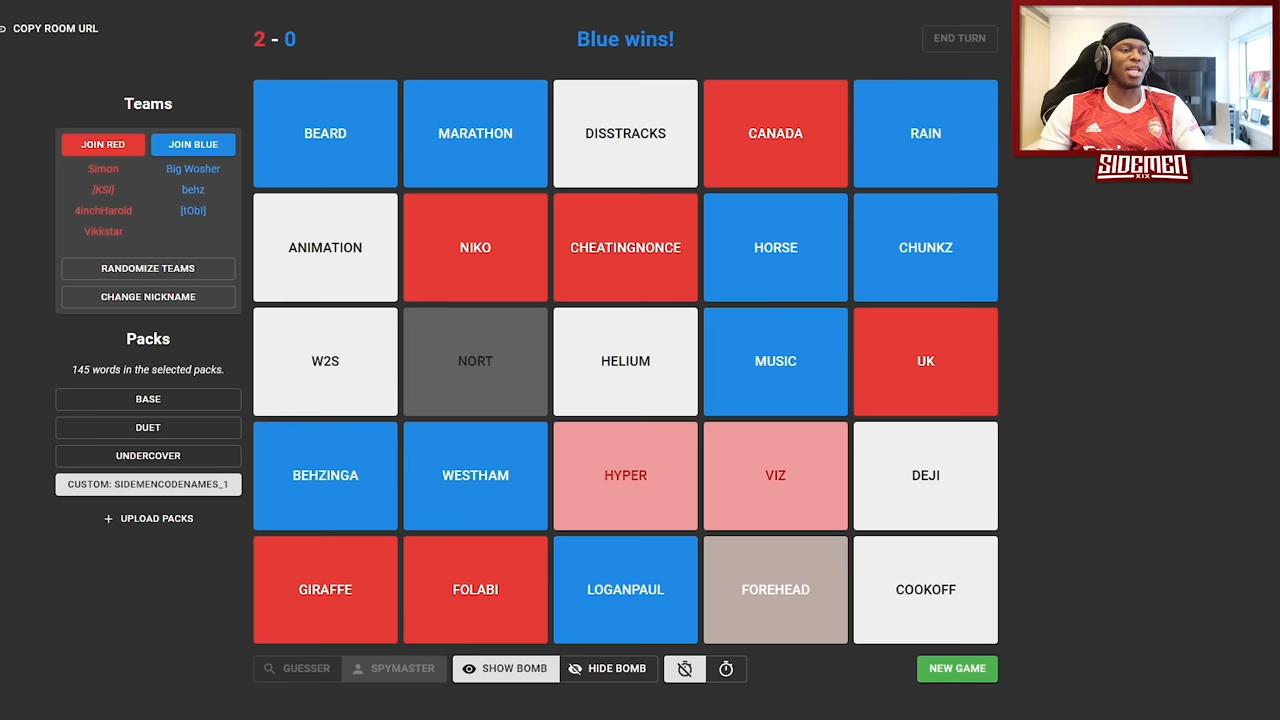 COPY ROOM URL
2 - 0
Blue wins!
END TURN
SIDEMEN
XIX
Teams
JOIN RED
JOIN BLUE
Simon
Big Wosher
[KSI]
behz
4inchHarold
[tObI]
Vikkstar
RANDOMIZE TEAMS
CHANGE NICKNAME
Packs
145 words in the selected packs.
BASE
DUET
UNDERCOVER
CUSTOM: SIDEMENCODENAMES_1
+ UPLOAD PACKS
BEARD
MARATHON
DISSTRACKS
CANADA
RAIN
ANIMATION
NIKO
CHEATINGNONCE
HORSE
CHUNKZ
W2S
NORT
HELIUM
MUSIC
UK
BEHZINGA
WESTHAM
HYPER
VIZ
DEJI
GIRAFFE
FOLABI
LOGANPAUL
FOREHEAD
COOKOFF
GUESSER
SPYMASTER
SHOW BOMB
HIDE BOMB
NEW GAME